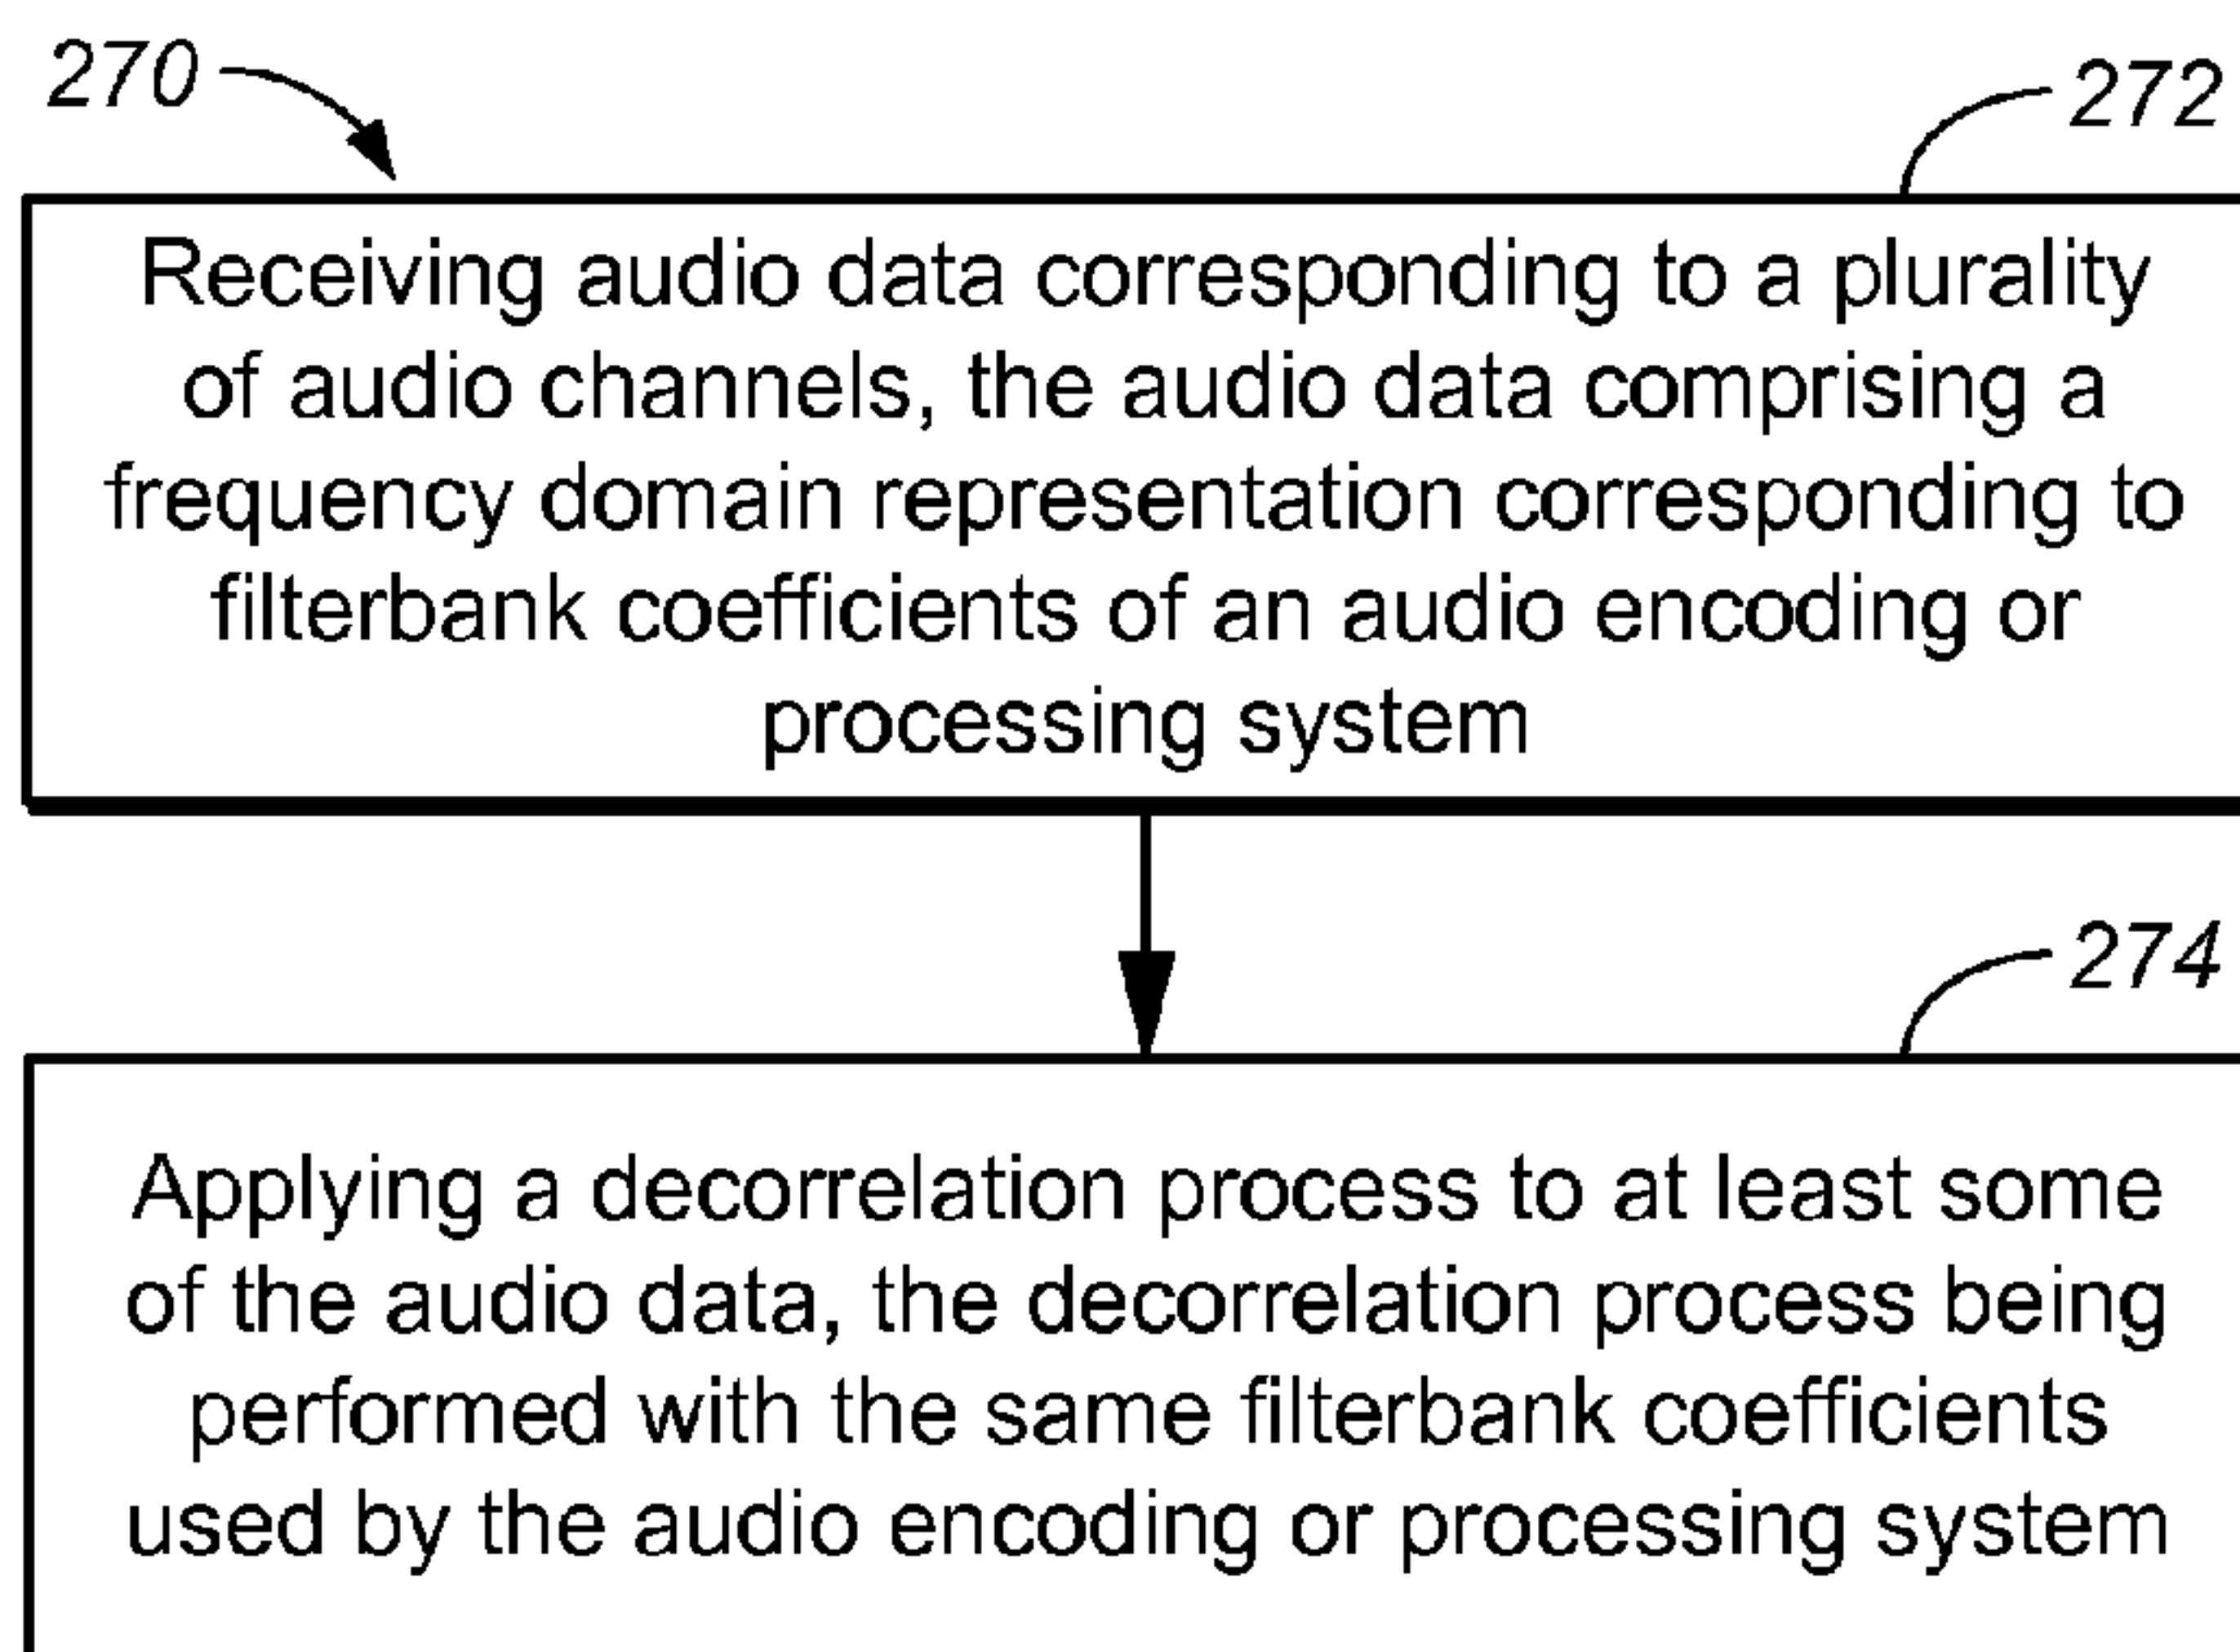 270
272
Receiving audio data corresponding to a plurality
of audio channels, the audio data comprising a
frequency domain representation corresponding to
filterbank coefficients of an audio encoding or
processing system
274
Applying a decorrelation process to at least some
of the audio data, the decorrelation process being
performed with the same filterbank coefficients
used by the audio encoding or processing system